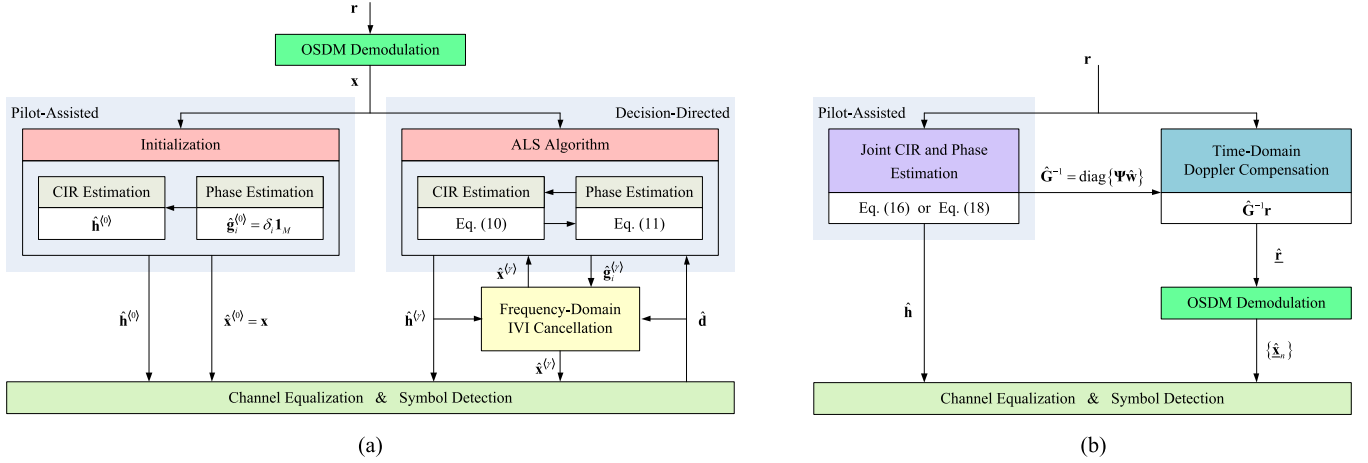 r
OSDM Demodulation
x
Pilot-Assisted
Decision-Directed
Initialization
CIR Estimation
Phase Estimation
ĥ⟨0⟩
ĝᵢ⟨0⟩ = δᵢ1_M
ALS Algorithm
CIR Estimation
Phase Estimation
Eq. (10)
Eq. (11)
x̂⟨γ⟩
ĝᵢ⟨γ⟩
ĥ⟨0⟩
x̂⟨0⟩ = x
ĥ⟨γ⟩
Frequency-Domain
IVI Cancellation
d̂
x̂⟨γ⟩
Channel Equalization & Symbol Detection
(a)
r
Pilot-Assisted
Joint CIR and Phase
Estimation
Eq. (16) or Eq. (18)
Ĝ⁻¹ = diag{Ψŵ}
Time-Domain
Doppler Compensation
Ĝ⁻¹r
r̲̂
ĥ
OSDM Demodulation
{x̲̂ₙ}
Channel Equalization & Symbol Detection
(b)